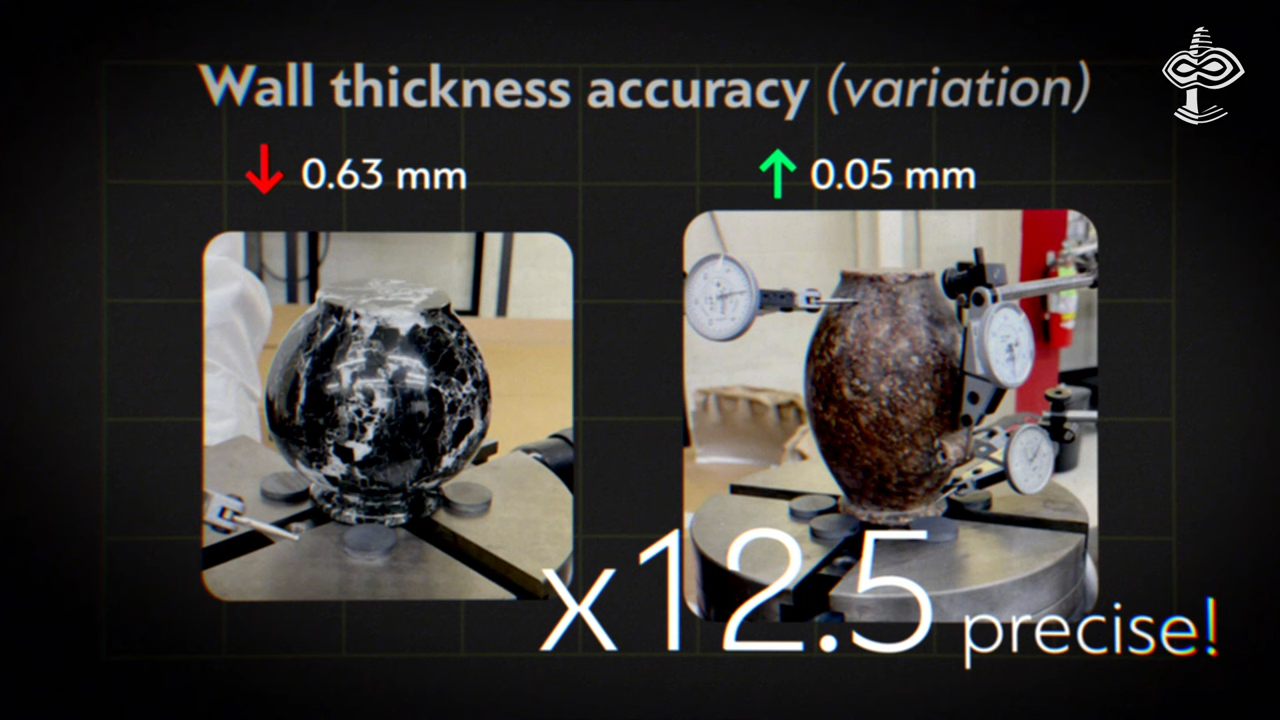 Wall thickness accuracy (variation)
0.63 mm
0.05 mm
x12.5 precise!